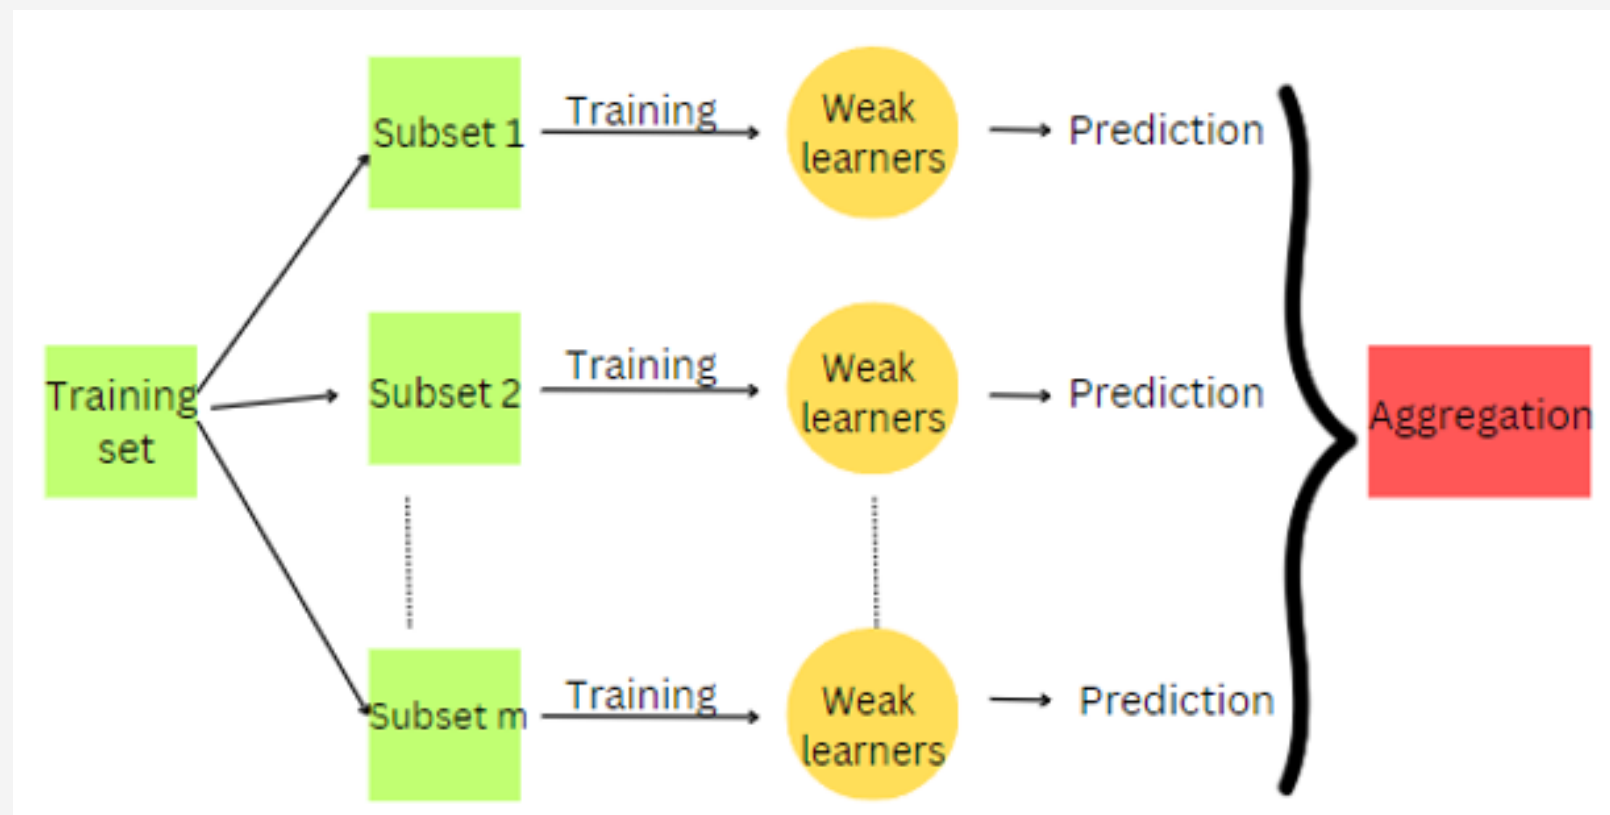 Training
set
Subset 1
Training
Weak
learners
Prediction
Subset 2
Training
Weak
learners
Prediction
Subset m
Training
Weak
learners
Prediction
Aggregation